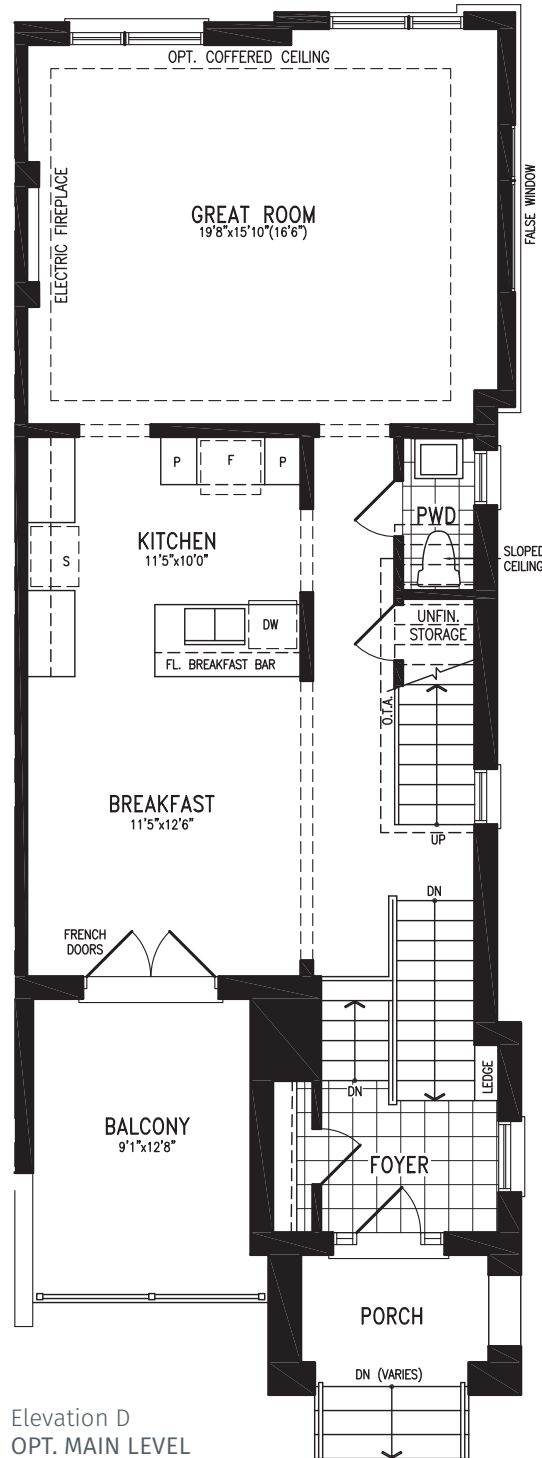 OPT. COFFERED CEILING
ELECTRIC FIREPLACE
GREAT ROOM
19'8"x15'10"(16'6")
FALSE WINDOW
P
F
P
KITCHEN
11'5"x10'0"
S
PWD
SLOPED
CEILING
UNFIN.
STORAGE
DW
FL. BREAKFAST BAR
O.T.A.
BREAKFAST
11'5"x12'6"
UP
DN
FRENCH
DOORS
DN
LEDGE
BALCONY
9'1"x12'8"
FOYER
PORCH
DN (VARIES)
Elevation D
OPT. MAIN LEVEL